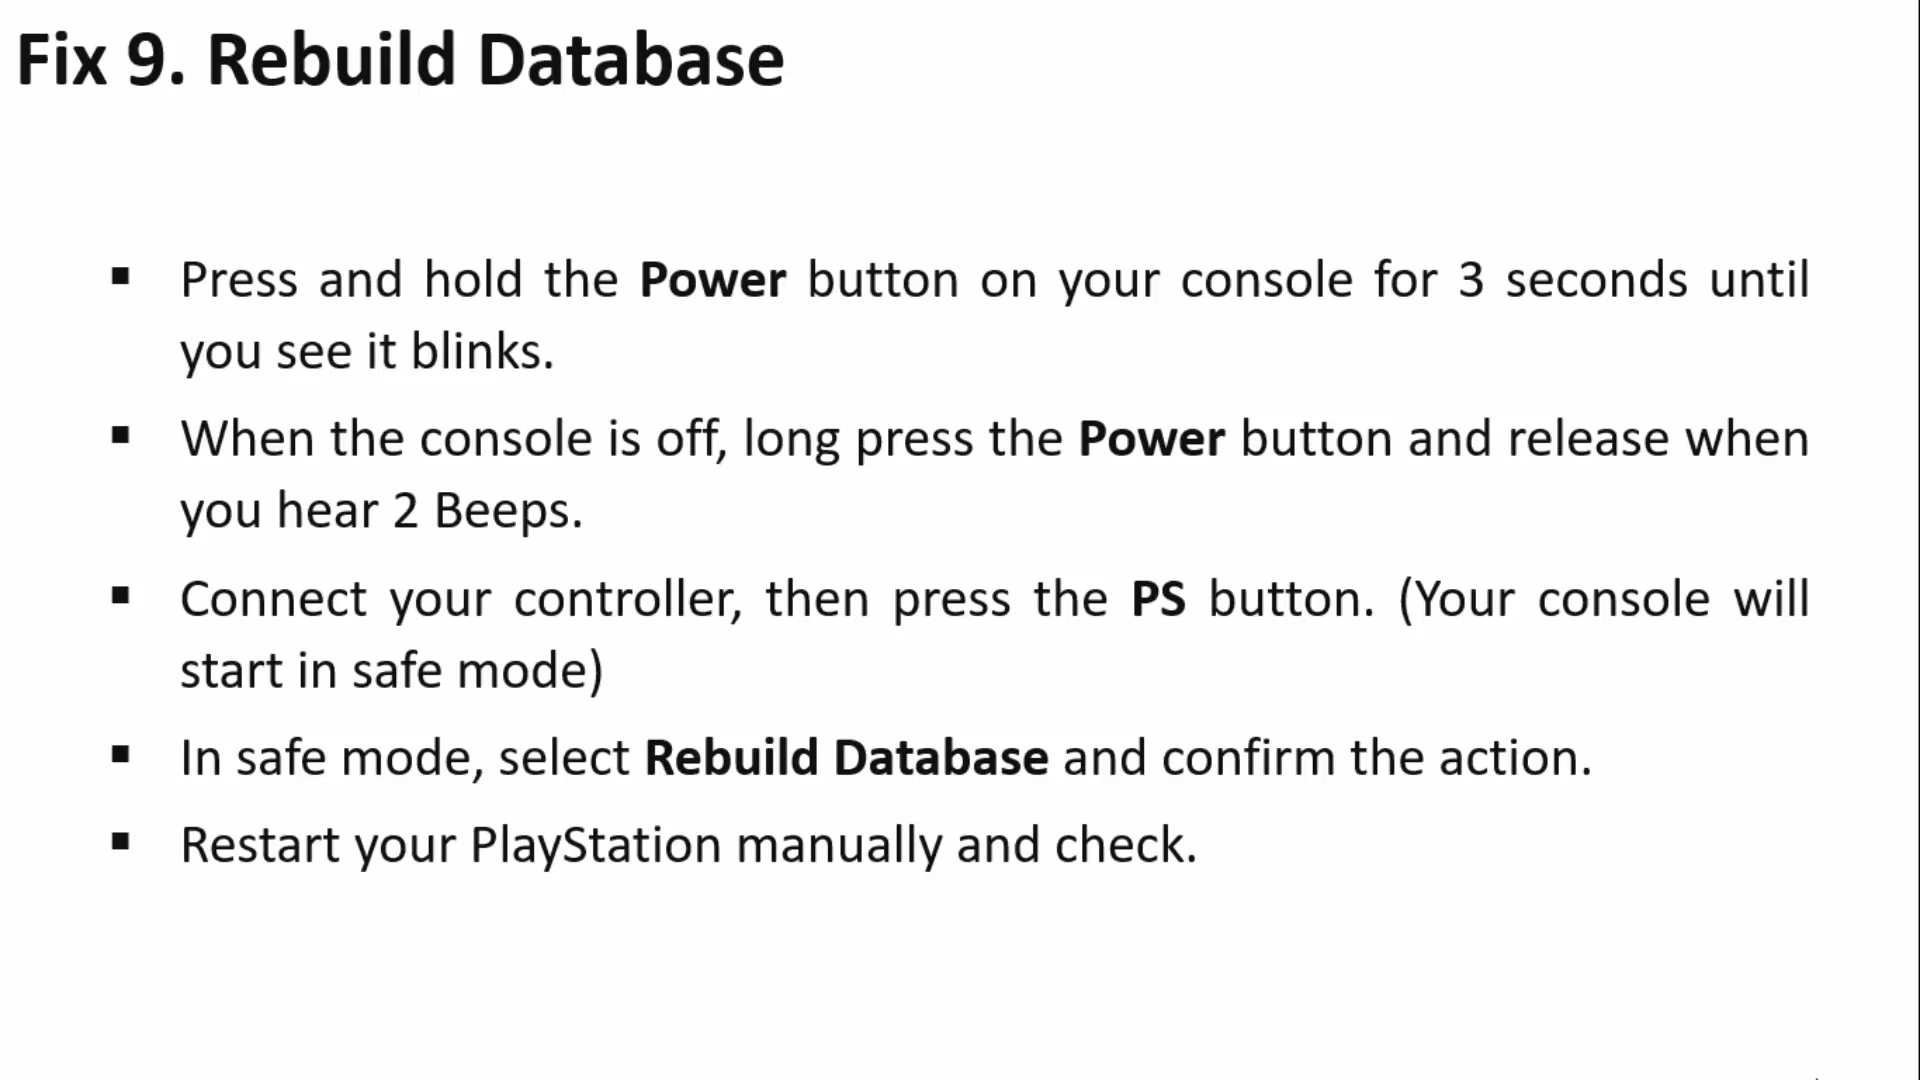 Fix 9. Rebuild Database
▪ Press and hold the Power button on your console for 3 seconds until
you see it blinks.
▪ When the console is off, long press the Power button and release when
you hear 2 Beeps.
▪ Connect your controller, then press the PS button. (Your console will
start in safe mode)
▪ In safe mode, select Rebuild Database and confirm the action.
▪ Restart your PlayStation manually and check.